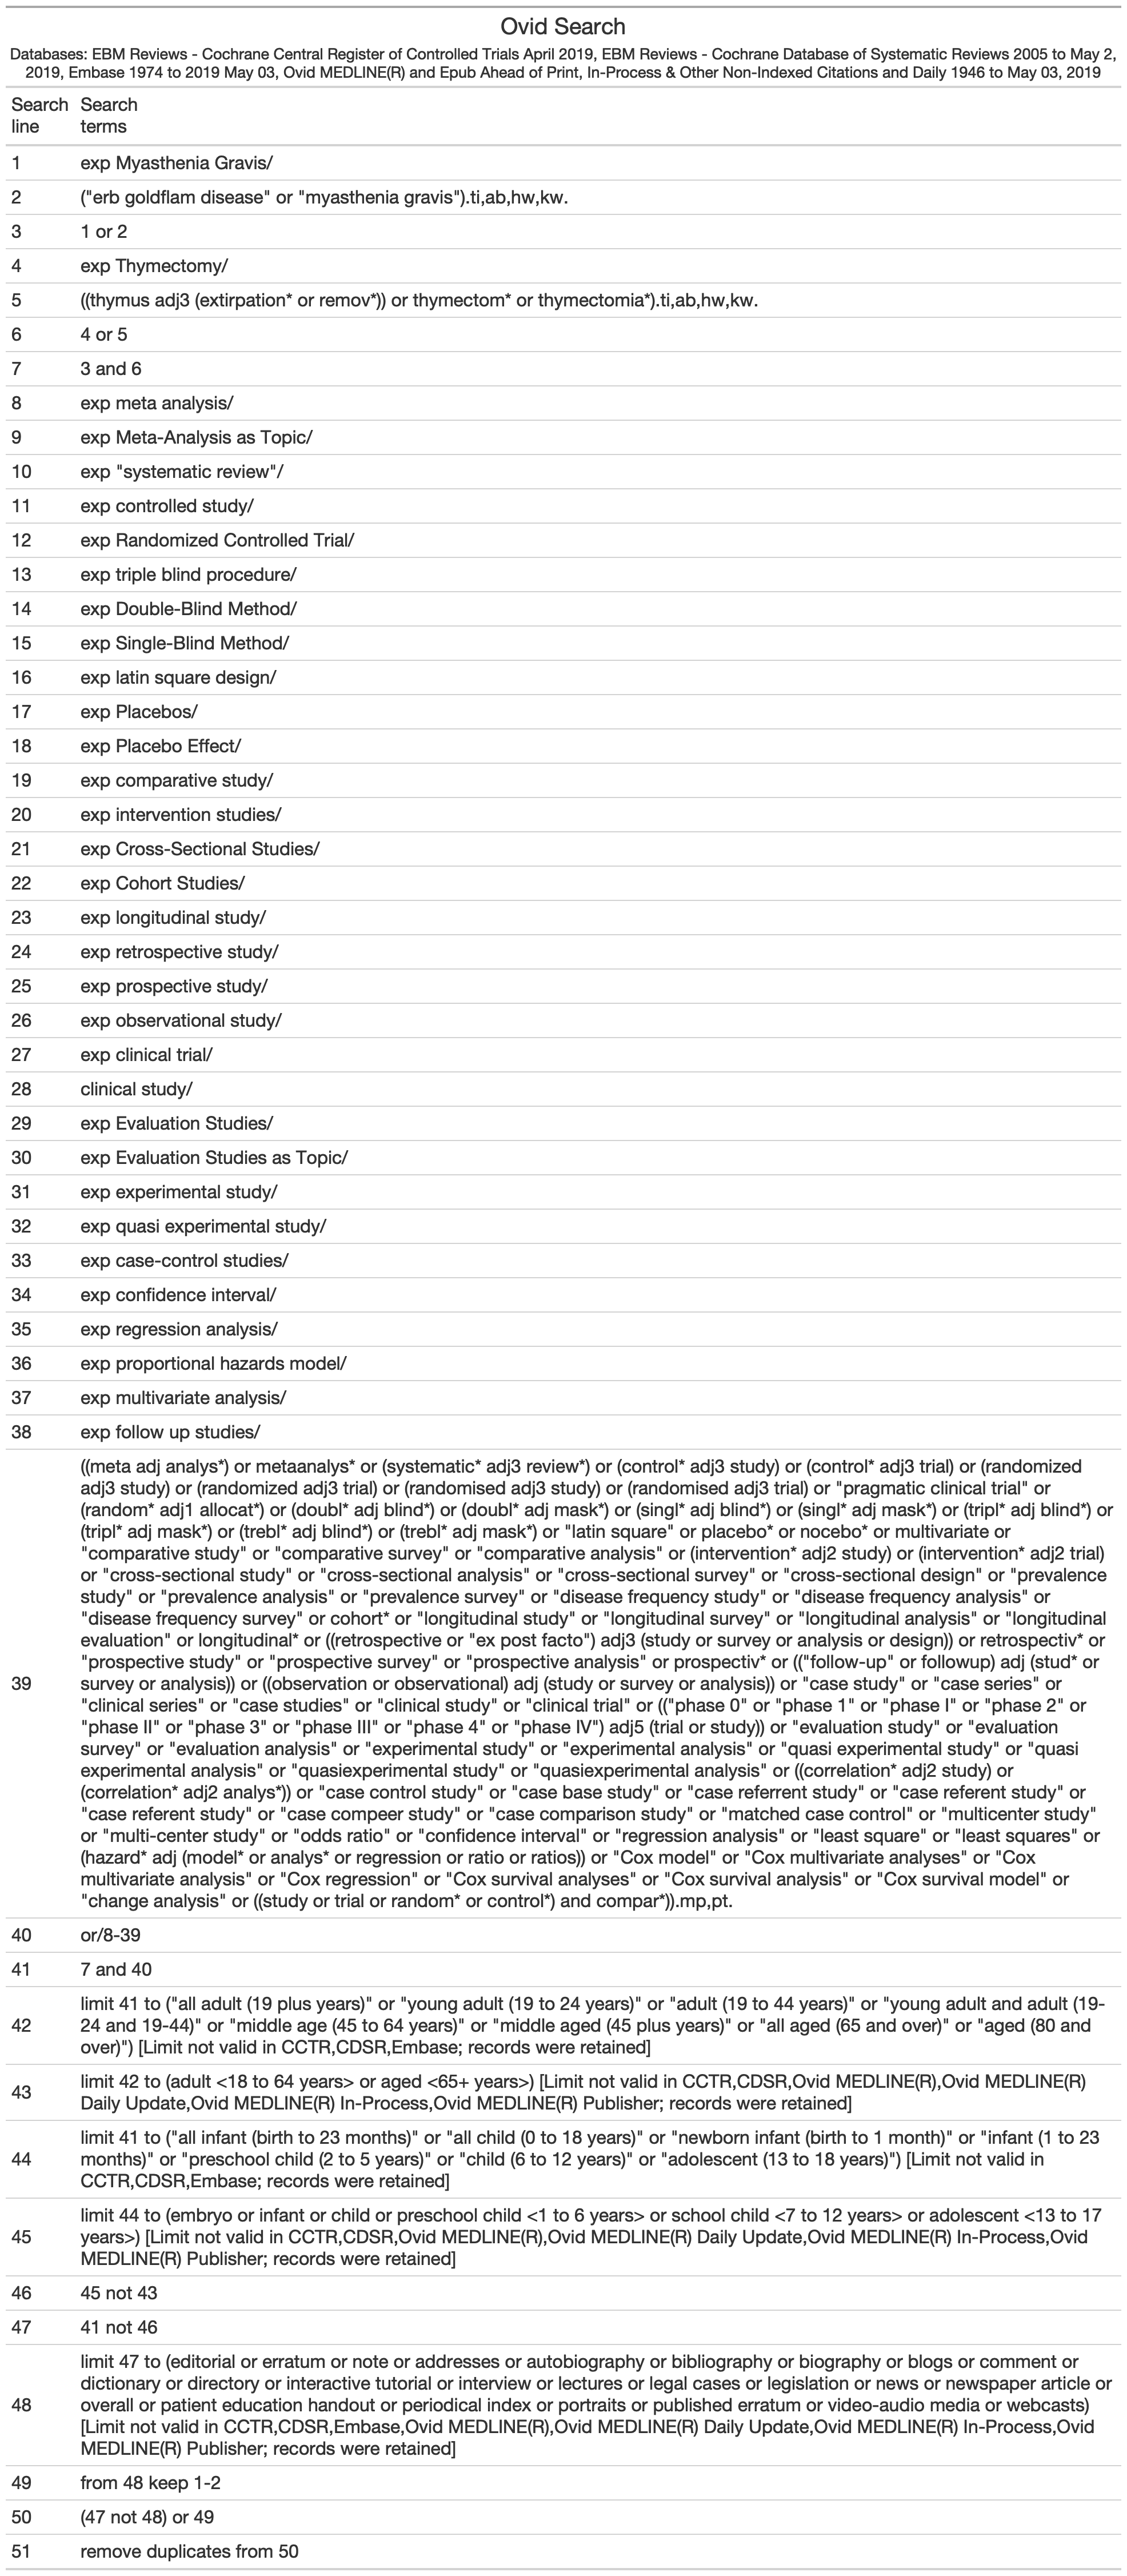 Ovid Search
Databases: EBM Reviews - Cochrane Central Register of Controlled Trials April 2019, EBM Reviews - Cochrane Database of Systematic Reviews 2005 to May 2,
2019, Embase 1974 to 2019 May 03, Ovid MEDLINE(R) and Epub Ahead of Print, In-Process & Other Non-Indexed Citations and Daily 1946 to May 03, 2019
Search line Search terms
1 exp Myasthenia Gravis/
2 ("erb goldflam disease" or "myasthenia gravis").ti,ab,hw,kw.
3 1 or 2
4 exp Thymectomy/
5 ((thymus adj3 (extirpation* or remov*)) or thymectom* or thymectomia*).ti,ab,hw,kw.
6 4 or 5
7 3 and 6
8 exp meta analysis/
9 exp Meta-Analysis as Topic/
10 exp "systematic review"/
11 exp controlled study/
12 exp Randomized Controlled Trial/
13 exp triple blind procedure/
14 exp Double-Blind Method/
15 exp Single-Blind Method/
16 exp latin square design/
17 exp Placebos/
18 exp Placebo Effect/
19 exp comparative study/
20 exp intervention studies/
21 exp Cross-Sectional Studies/
22 exp Cohort Studies/
23 exp longitudinal study/
24 exp retrospective study/
25 exp prospective study/
26 exp observational study/
27 exp clinical trial/
28 clinical study/
29 exp Evaluation Studies/
30 exp Evaluation Studies as Topic/
31 exp experimental study/
32 exp quasi experimental study/
33 exp case-control studies/
34 exp confidence interval/
35 exp regression analysis/
36 exp proportional hazards model/
37 exp multivariate analysis/
38 exp follow up studies/
39 ((meta adj analys*) or metaanalys* or (systematic* adj3 review*) or (control* adj3 study) or (control* adj3 trial) or (randomized
adj3 study) or (randomized adj3 trial) or (randomised adj3 study) or (randomised adj3 trial) or "pragmatic clinical trial" or
(random* adj1 allocat*) or (doubl* adj blind*) or (doubl* adj mask*) or (singl* adj blind*) or (singl* adj mask*) or (tripl* adj blind*) or
(tripl* adj mask*) or (trebl* adj blind*) or (trebl* adj mask*) or "latin square" or placebo* or nocebo* or multivariate or
"comparative study" or "comparative survey" or "comparative analysis" or (intervention* adj2 study) or (intervention* adj2 trial)
or "cross-sectional study" or "cross-sectional analysis" or "cross-sectional survey" or "cross-sectional design" or "prevalence
study" or "prevalence analysis" or "prevalence survey" or "disease frequency study" or "disease frequency analysis" or
"disease frequency survey" or cohort* or "longitudinal study" or "longitudinal survey" or "longitudinal analysis" or "longitudinal
evaluation" or longitudinal* or ((retrospective or "ex post facto") adj3 (study or survey or analysis or design)) or retrospectiv* or
"prospective study" or "prospective survey" or "prospective analysis" or prospectiv* or (("follow-up" or followup) adj (stud* or
survey or analysis)) or ((observation or observational) adj (study or survey or analysis)) or "case study" or "case series" or
"clinical series" or "case studies" or "clinical study" or "clinical trial" or (("phase 0" or "phase 1" or "phase I" or "phase 2" or
"phase II" or "phase 3" or "phase III" or "phase 4" or "phase IV") adj5 (trial or study)) or "evaluation study" or "evaluation
survey" or "evaluation analysis" or "experimental study" or "experimental analysis" or "quasi experimental study" or "quasi
experimental analysis" or "quasiexperimental study" or "quasiexperimental analysis" or ((correlation* adj2 study) or
(correlation* adj2 analys*)) or "case control study" or "case base study" or "case referrent study" or "case referent study" or
"case referent study" or "case compeer study" or "case comparison study" or "matched case control" or "multicenter study"
or "multi-center study" or "odds ratio" or "confidence interval" or "regression analysis" or "least square" or "least squares" or
(hazard* adj (model* or analys* or regression or ratio or ratios)) or "Cox model" or "Cox multivariate analyses" or "Cox
multivariate analysis" or "Cox regression" or "Cox survival analyses" or "Cox survival analysis" or "Cox survival model" or
"change analysis" or ((study or trial or random* or control*) and compar*)).mp,pt.
40 or/8-39
41 7 and 40
42 limit 41 to ("all adult (19 plus years)" or "young adult (19 to 24 years)" or "adult (19 to 44 years)" or "young adult and adult (19-
24 and 19-44)" or "middle age (45 to 64 years)" or "middle aged (45 plus years)" or "all aged (65 and over)" or "aged (80 and
over)") [Limit not valid in CCTR,CDSR,Embase; records were retained]
43 limit 42 to (adult <18 to 64 years> or aged <65+ years>) [Limit not valid in CCTR,CDSR,Ovid MEDLINE(R),Ovid MEDLINE(R)
Daily Update,Ovid MEDLINE(R) In-Process,Ovid MEDLINE(R) Publisher; records were retained]
44 limit 41 to ("all infant (birth to 23 months)" or "all child (0 to 18 years)" or "newborn infant (birth to 1 month)" or "infant (1 to 23
months)" or "preschool child (2 to 5 years)" or "child (6 to 12 years)" or "adolescent (13 to 18 years)") [Limit not valid in
CCTR,CDSR,Embase; records were retained]
45 limit 44 to (embryo or infant or child or preschool child <1 to 6 years> or school child <7 to 12 years> or adolescent <13 to 17
years>) [Limit not valid in CCTR,CDSR,Ovid MEDLINE(R),Ovid MEDLINE(R) Daily Update,Ovid MEDLINE(R) In-Process,Ovid
MEDLINE(R) Publisher; records were retained]
46 45 not 43
47 41 not 46
48 limit 47 to (editorial or erratum or note or addresses or autobiography or bibliography or biography or blogs or comment or
dictionary or directory or interactive tutorial or interview or lectures or legal cases or legislation or news or newspaper article or
overall or patient education handout or periodical index or portraits or published erratum or video-audio media or webcasts)
[Limit not valid in CCTR,CDSR,Embase,Ovid MEDLINE(R),Ovid MEDLINE(R) Daily Update,Ovid MEDLINE(R) In-Process,Ovid
MEDLINE(R) Publisher; records were retained]
49 from 48 keep 1-2
50 (47 not 48) or 49
51 remove duplicates from 50